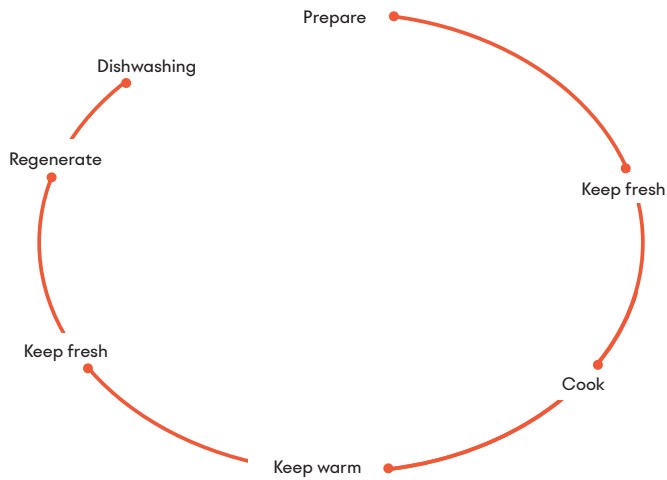 Prepare
Keep fresh
Cook
Keep warm
Keep fresh
Regenerate
Dishwashing